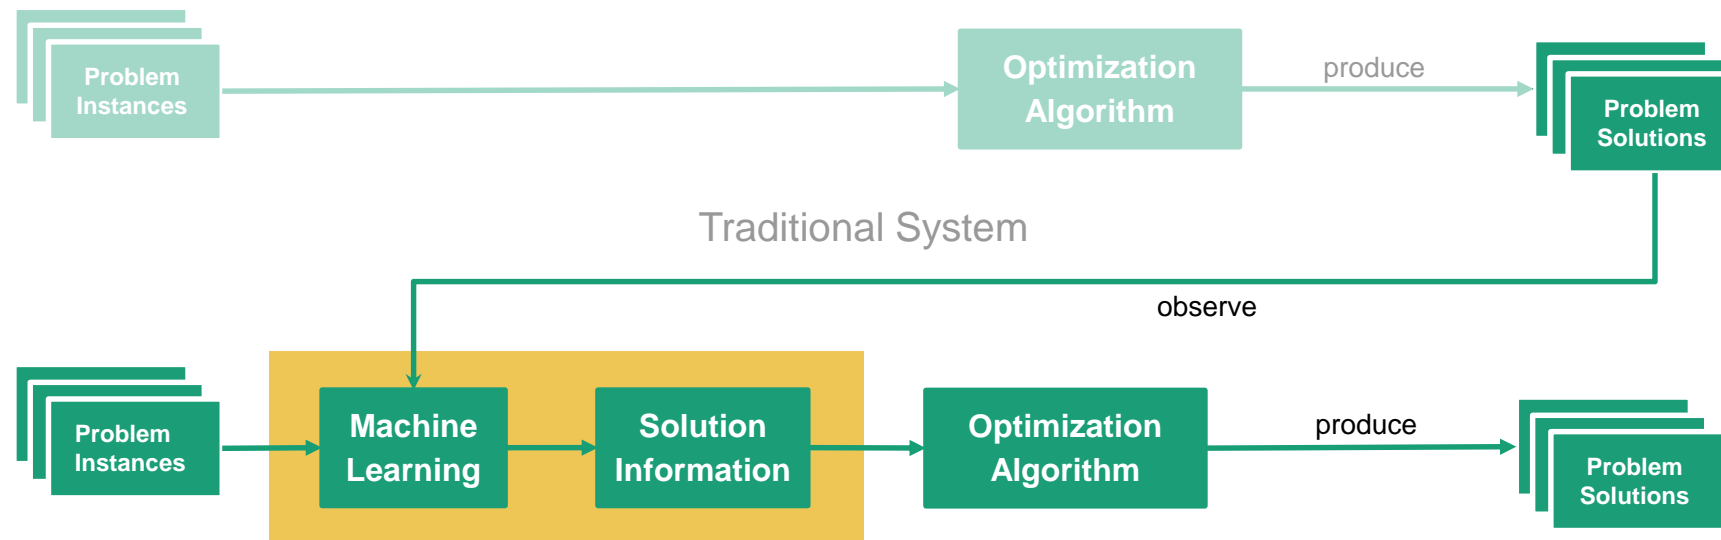 Problem
Instances
Optimization
Algorithm
produce
Problem
Solutions
Traditional System
observe
Problem
Instances
Machine
Learning
Solution
Information
Optimization
Algorithm
produce
Problem
Solutions